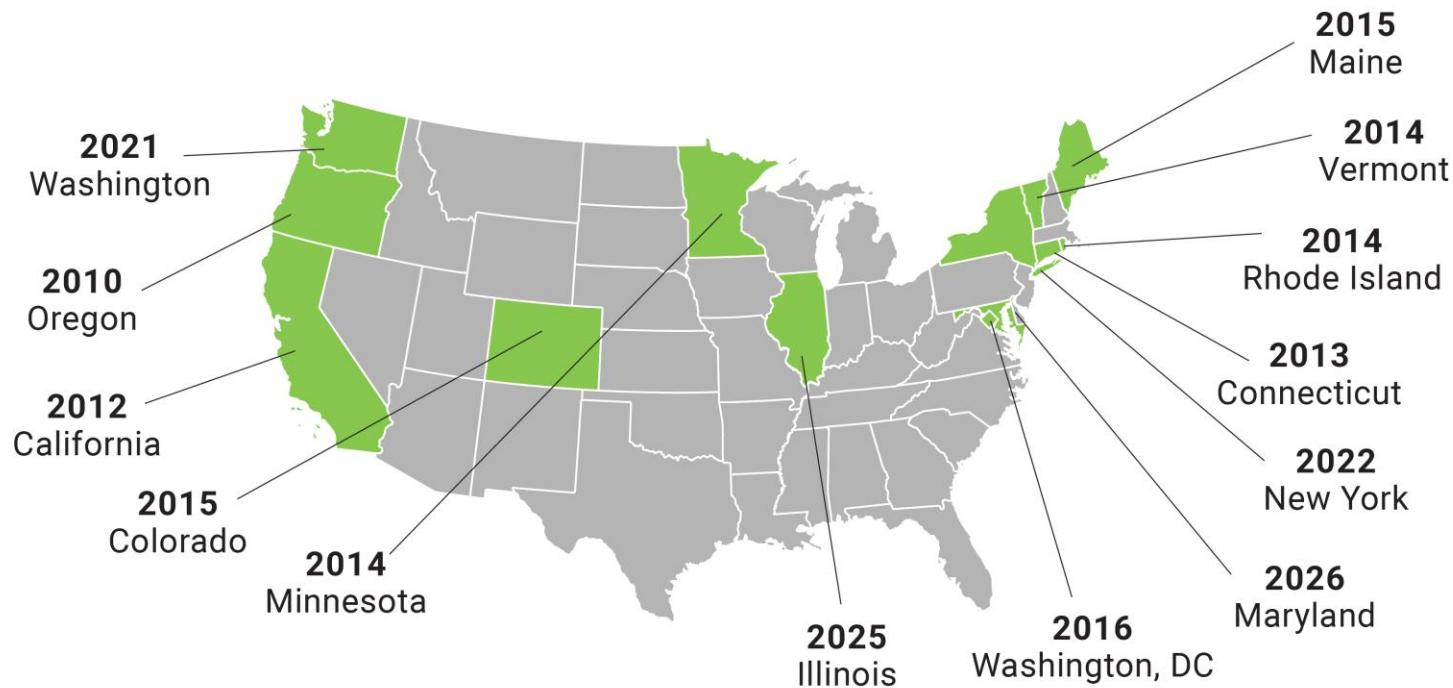 2015
Maine
2014
Vermont
2021
Washington
2014
Rhode Island
2010
Oregon
2013
Connecticut
2012
California
2022
New York
2015
Colorado
2014
Minnesota
2026
Maryland
2025
Illinois
2016
Washington, DC